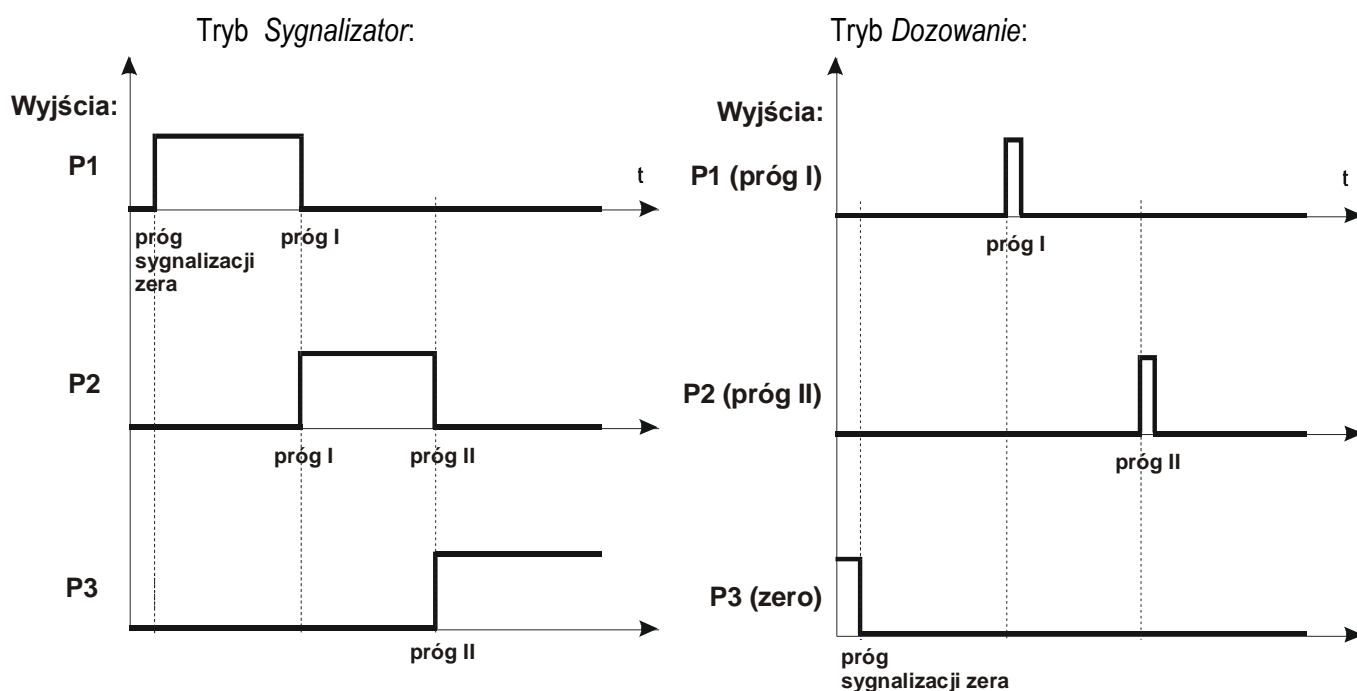 Tryb Sygnalizator:
Wyjścia:
P1
t
próg
sygnalizacji
zera
próg I
P2
próg I
próg II
P3
próg II
Tryb Dozowanie:
Wyjścia:
P1 (próg I)
t
próg I
P2 (próg II)
próg II
P3 (zero)
próg
sygnalizacji zera